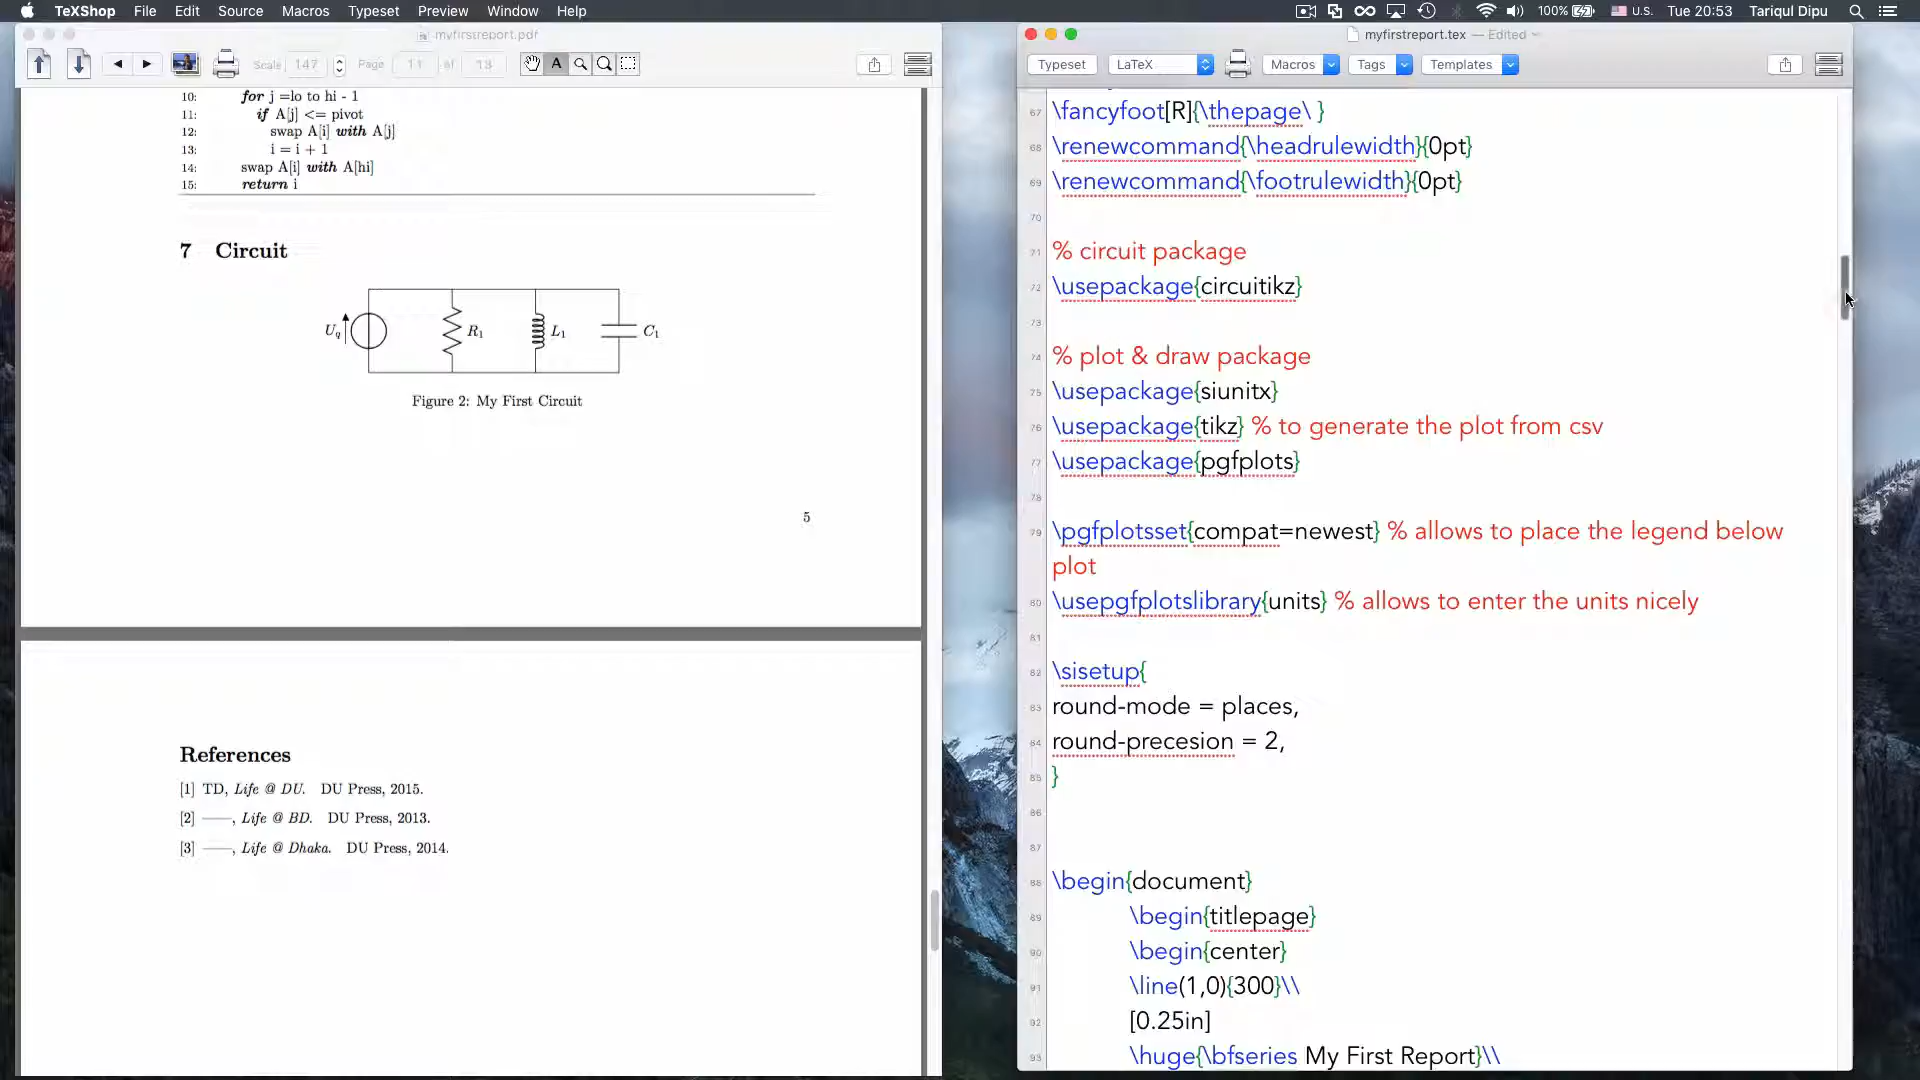 TeXShop File Edit Source Macros Typeset Preview Window Help 100% U.S. Tue 20:53 Tariqul Dipu
myfirstreport.pdf
Scale 147 Page 11 of 13
A
10: for j =lo to hi - 1
11: if A[j] <= pivot
12: swap A[i] with A[j]
13: i = i + 1
14: swap A[i] with A[hi]
15: return i
7 Circuit
Uq R1 L1 C1
Figure 2: My First Circuit
5
References
[1] TD, Life @ DU. DU Press, 2015.
[2] ——, Life @ BD. DU Press, 2013.
[3] ——, Life @ Dhaka. DU Press, 2014.
myfirstreport.tex — Edited
Typeset LaTeX Macros Tags Templates
67 \fancyfoot[R]{\thepage\ }
68 \renewcommand{\headrulewidth}{0pt}
69 \renewcommand{\footrulewidth}{0pt}
70
71 % circuit package
72 \usepackage{circuitikz}
73
74 % plot & draw package
75 \usepackage{siunitx}
76 \usepackage{tikz} % to generate the plot from csv
77 \usepackage{pgfplots}
78
79 \pgfplotsset{compat=newest} % allows to place the legend below
plot
80 \usepgfplotslibrary{units} % allows to enter the units nicely
81
82 \sisetup{
83 round-mode = places,
84 round-precesion = 2,
85 }
86
87
88 \begin{document}
89 \begin{titlepage}
90 \begin{center}
91 \line(1,0){300}\\
92 [0.25in]
93 \huge{\bfseries My First Report}\\